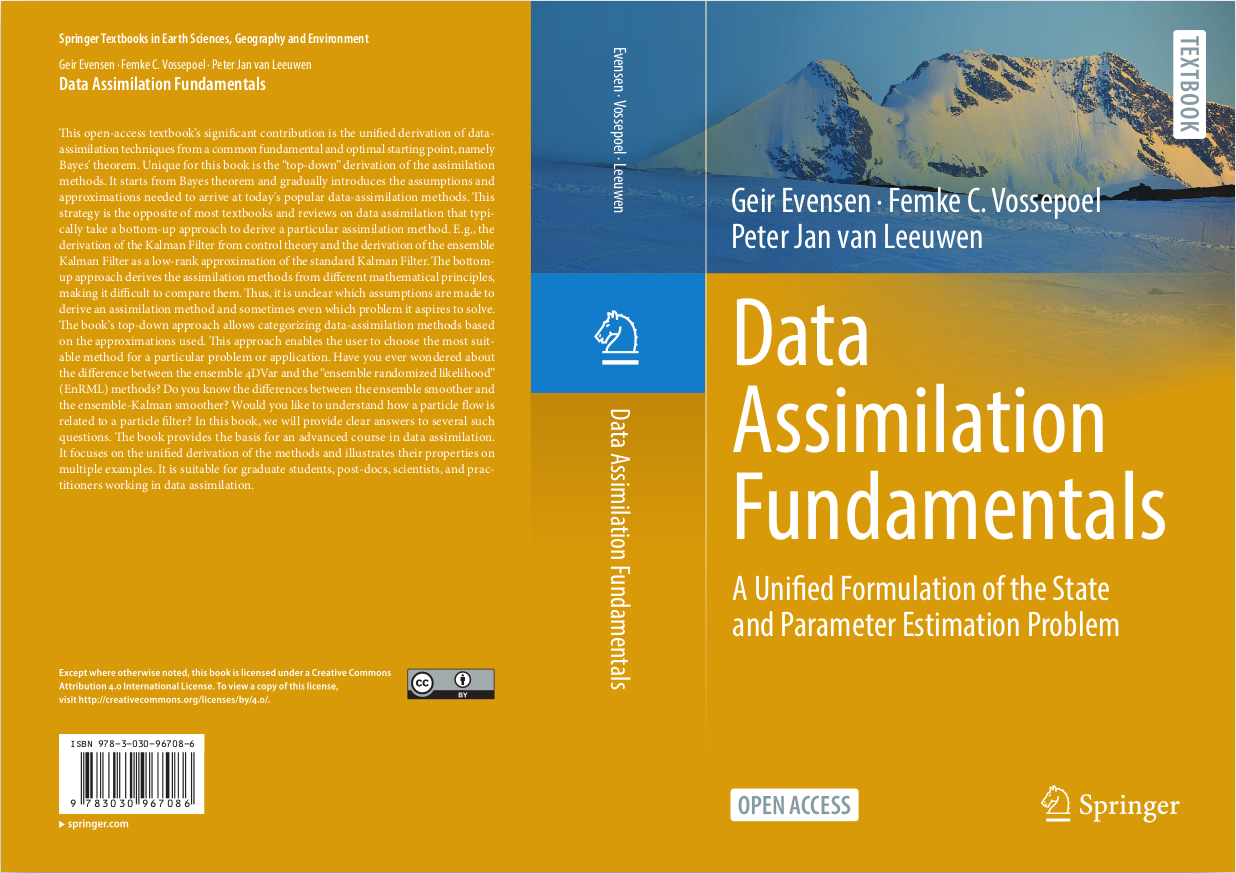 Springer Textbooks in Earth Sciences, Geography and Environment
Geir Evensen · Femke C. Vossepoel · Peter Jan van Leeuwen
Data Assimilation Fundamentals
This open-access textbook’s significant contribution is the unified derivation of data-
assimilation techniques from a common fundamental and optimal starting point, namely
Bayes’ theorem. Unique for this book is the “top-down” derivation of the assimilation
methods. It starts from Bayes theorem and gradually introduces the assumptions and
approximations needed to arrive at today’s popular data-assimilation methods. This
strategy is the opposite of most textbooks and reviews on data assimilation that typi-
cally take a bottom-up approach to derive a particular assimilation method. E.g., the
derivation of the Kalman Filter from control theory and the derivation of the ensemble
Kalman Filter as a low-rank approximation of the standard Kalman Filter. The bottom-
up approach derives the assimilation methods from different mathematical principles,
making it difficult to compare them. Thus, it is unclear which assumptions are made to
derive an assimilation method and sometimes even which problem it aspires to solve.
The book’s top-down approach allows categorizing data-assimilation methods based
on the approximations used. This approach enables the user to choose the most suit-
able method for a particular problem or application. Have you ever wondered about
the difference between the ensemble 4DVar and the “ensemble randomized likelihood”
(EnRML) methods? Do you know the differences between the ensemble smoother and
the ensemble-Kalman smoother? Would you like to understand how a particle flow is
related to a particle filter? In this book, we will provide clear answers to several such
questions. The book provides the basis for an advanced course in data assimilation.
It focuses on the unified derivation of the methods and illustrates their properties on
multiple examples. It is suitable for graduate students, post-docs, scientists, and prac-
titioners working in data assimilation.
Except where otherwise noted, this book is licensed under a Creative Commons
Attribution 4.0 International License. To view a copy of this license,
visit http://creativecommons.org/licenses/by/4.0/.
cc
BY
ISBN 978-3-030-96708-6
9 783030 967086
springer.com
Evensen · Vossepoel · Leeuwen
Data Assimilation Fundamentals
TEXTBOOK
Geir Evensen · Femke C. Vossepoel
Peter Jan van Leeuwen
Data
Assimilation
Fundamentals
A Unified Formulation of the State
and Parameter Estimation Problem
OPEN ACCESS
Springer